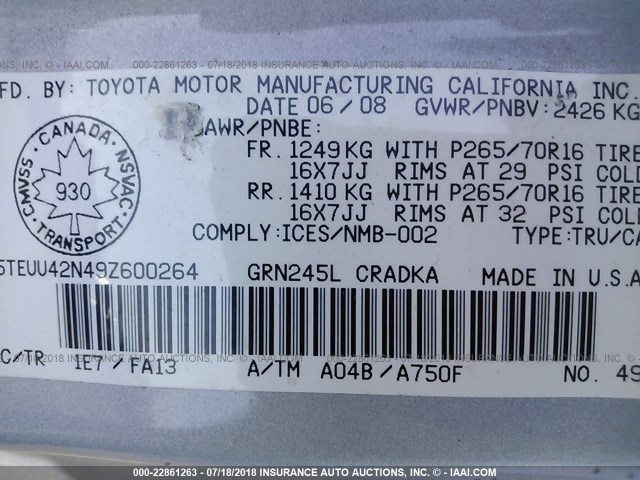 000-22861263 - 07/18/2018 INSURANCE AUTO AUCTIONS. - © - IAAI.COM
FD. BY: TOYOTA MOTOR MANUFACTURING CALIFORNIA INC.
DATE 06/08 GVWR/PNBV: 2426 KG
AWR/PNBE:
FR. 1249 KG WITH P265/70R16 TIRE
16X7JJ RIMS AT 29 PSI COLD
RR. 1410 KG WITH P265/70R16 TIRE
16X7JJ RIMS AT 32 PSI COLD
CANADA
CMVSS 930 NSVAC
TRANSPORT
COMPLY: ICES/NMB-002 TYPE: TRU/CA
5TEUU42N49Z600264 GRN245L CRADKA MADE IN U.S.A
C/TR 1E7 / FA13 A/TM A04B/A750F NO. 49
000-22861263 - 07/18/2018 INSURANCE AUTO AUCTIONS. - © - IAAI.COM